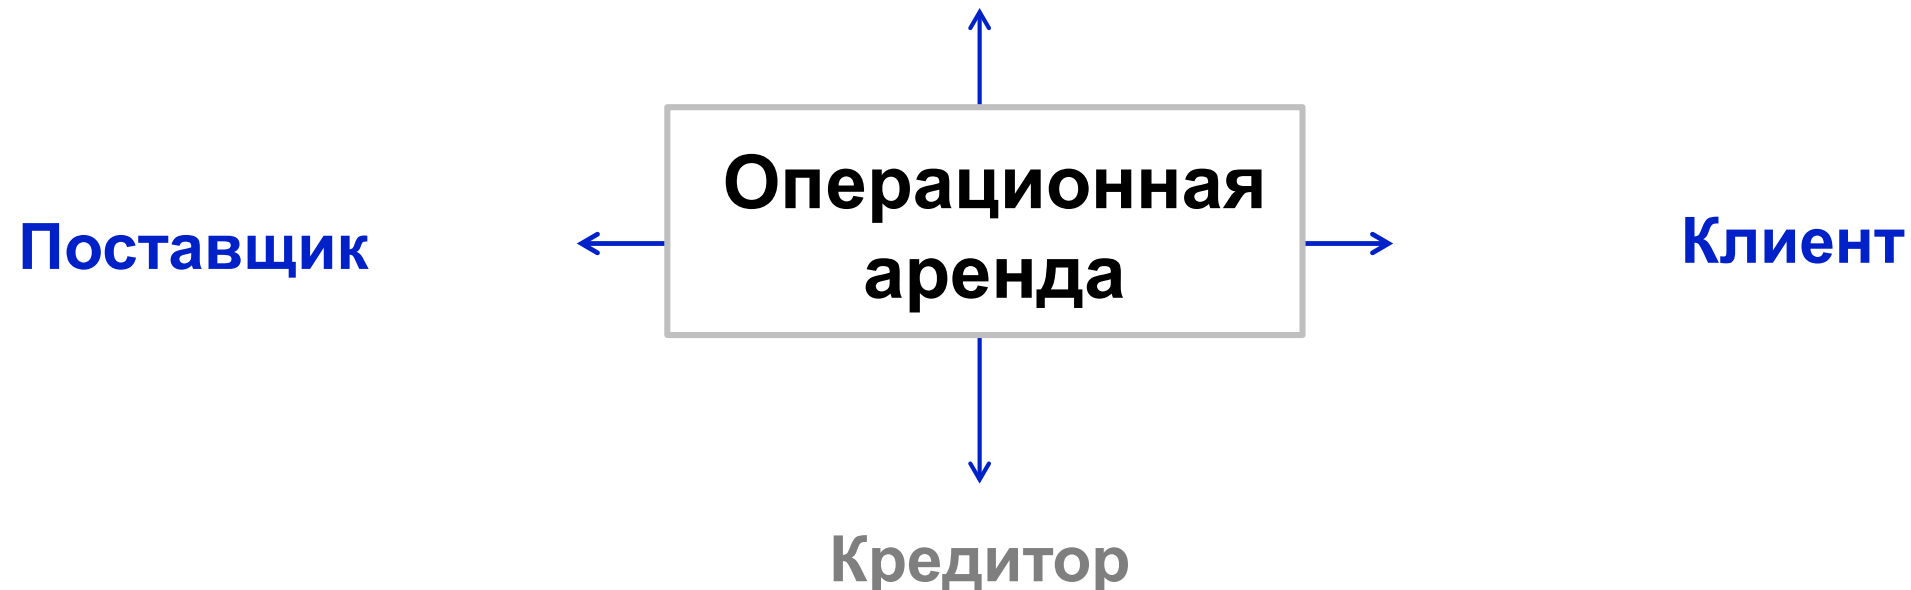 Операционная
аренда
Поставщик
Клиент
Кредитор